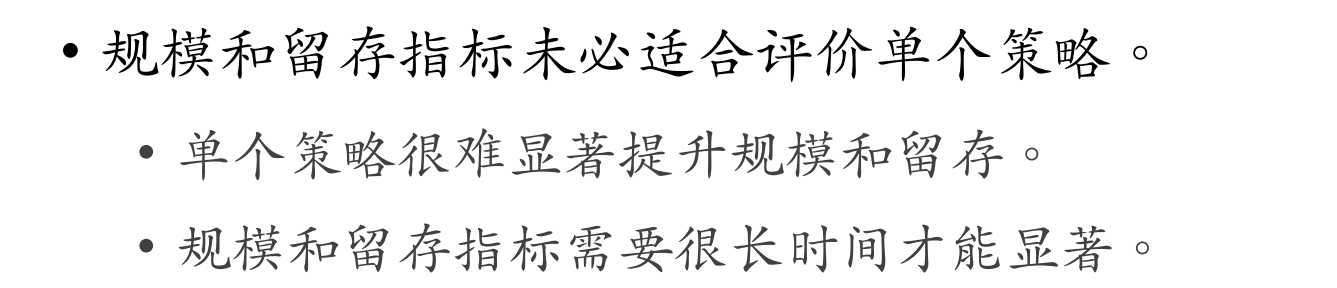 • 规模和留存指标未必适合评价单个策略。
• 单个策略很难显著提升规模和留存。
• 规模和留存指标需要很长时间才能显著。